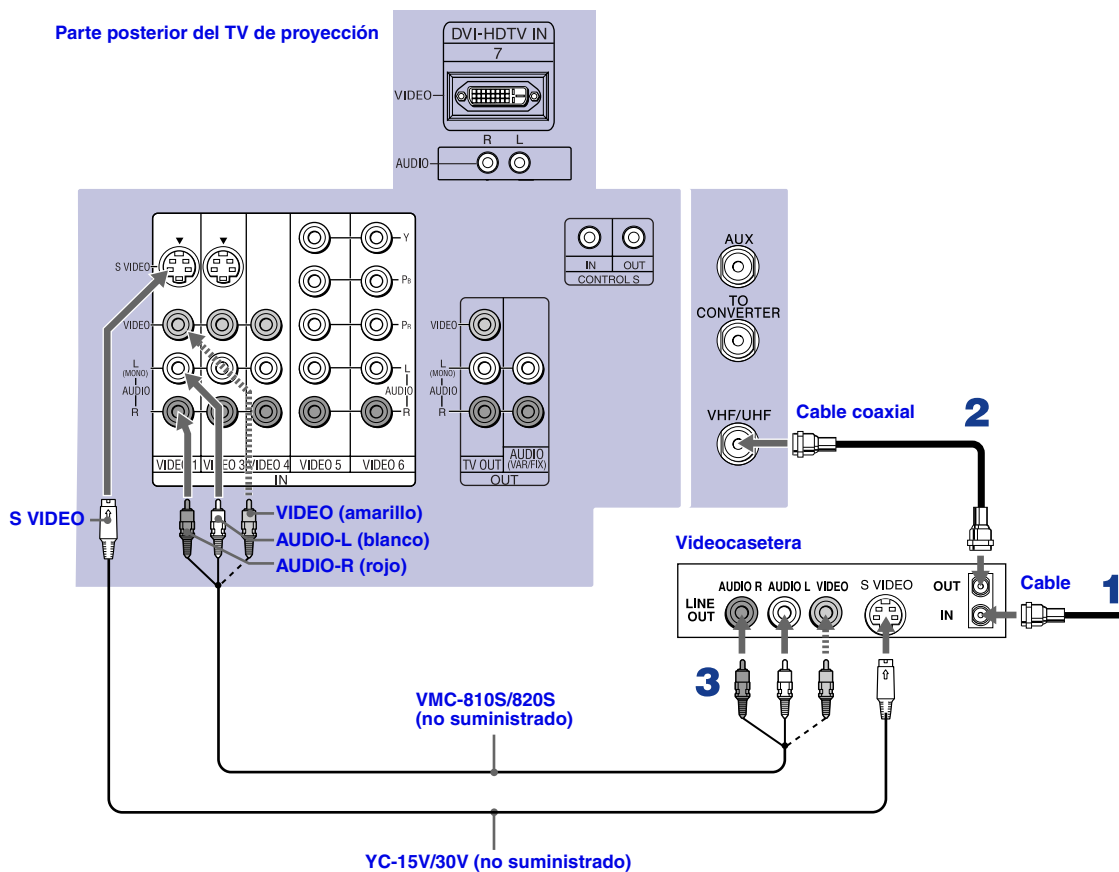 Parte posterior del TV de proyección
DVI-HDTV IN
7
VIDEO
R L
AUDIO
S VIDEO
VIDEO
L
(MONO)
AUDIO
R
Y
PB
PR
L
AUDIO
R
VIDEO 1 VIDEO 3 VIDEO 4 VIDEO 5 VIDEO 6
IN
IN OUT
CONTROL S
VIDEO
L
(MONO)
AUDIO
R
TV OUT
AUDIO
(VAR/FIX)
OUT
AUX
TO
CONVERTER
VHF/UHF
Cable coaxial
2
S VIDEO
VIDEO (amarillo)
AUDIO-L (blanco)
AUDIO-R (rojo)
Videocasetera
LINE
OUT
AUDIO R AUDIO L VIDEO S VIDEO
OUT
IN
Cable
1
3
VMC-810S/820S
(no suministrado)
YC-15V/30V (no suministrado)